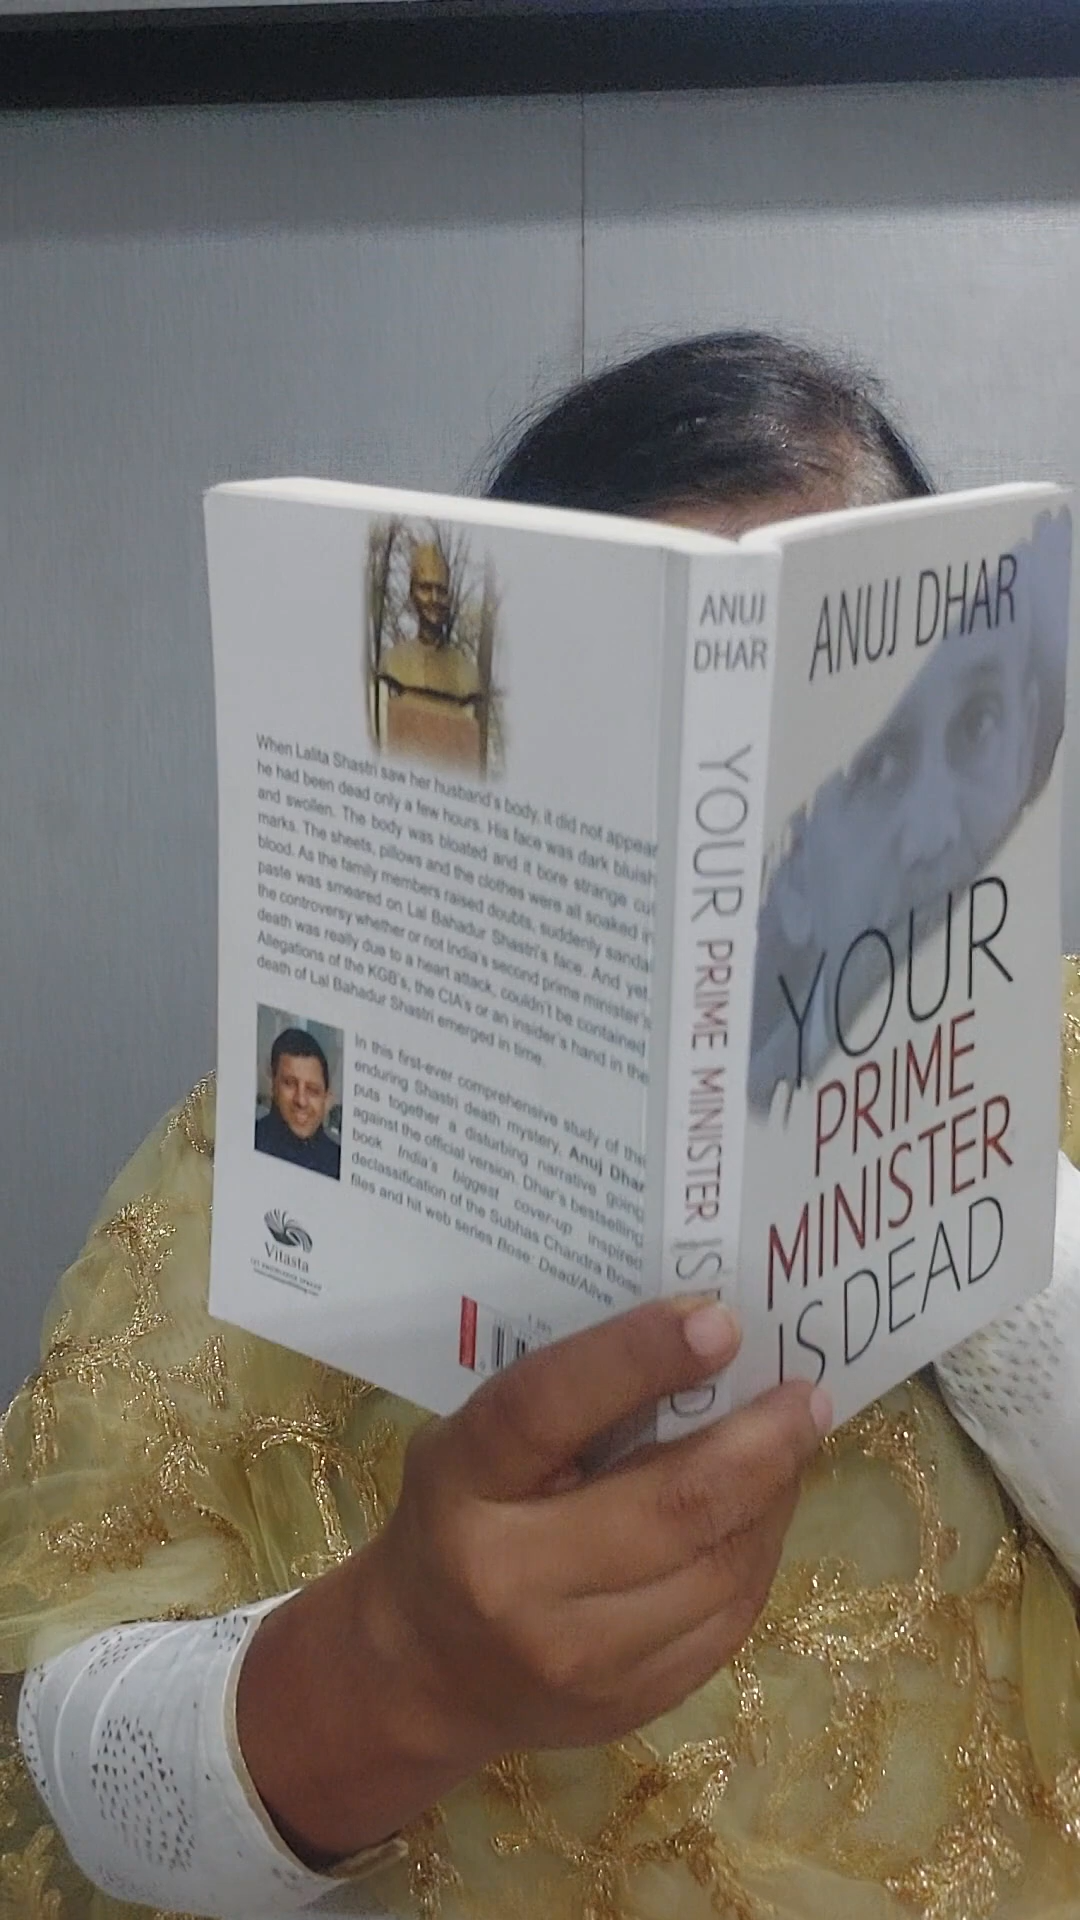 When Lalita Shastri saw her husband's body, it did not appear
he had been dead only a few hours. His face was dark bluish
and swollen. The body was bloated and it bore strange cut
marks. The sheets, pillows and the clothes were all soaked in
blood. As the family members raised doubts, suddenly sandal
paste was smeared on Lal Bahadur Shastri's face. And yet,
the controversy whether or not India's second prime minister's
death was really due to a heart attack, couldn't be contained.
Allegations of the KGB's, the CIA's or an insider's hand in the
death of Lal Bahadur Shastri emerged in time.
In this first-ever comprehensive study of the
enduring Shastri death mystery, Anuj Dhar
puts together a disturbing narrative going
against the official version. Dhar's bestselling
book India's biggest cover-up inspired
declassification of the Subhas Chandra Bose
files and hit web series Bose: Dead/Alive.
Vitasta
ANUJ
DHAR
YOUR PRIME MINISTER IS D
ANUJ DHAR
YOUR
PRIME
MINISTER
IS DEAD